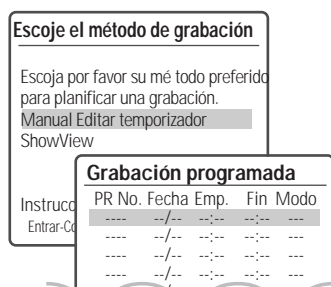 Escoje el método de grabación
Escoja por favor su mé todo preferido
para planificar una grabación.
Manual Editar temporizador
ShowView
Grabación programada
PR No. Fecha Emp. Fin Modo
---- --/-- --:-- --:-- ---
---- --/-- --:-- --:-- ---
---- --/-- --:-- --:-- ---
---- --/-- --:-- --:-- ---